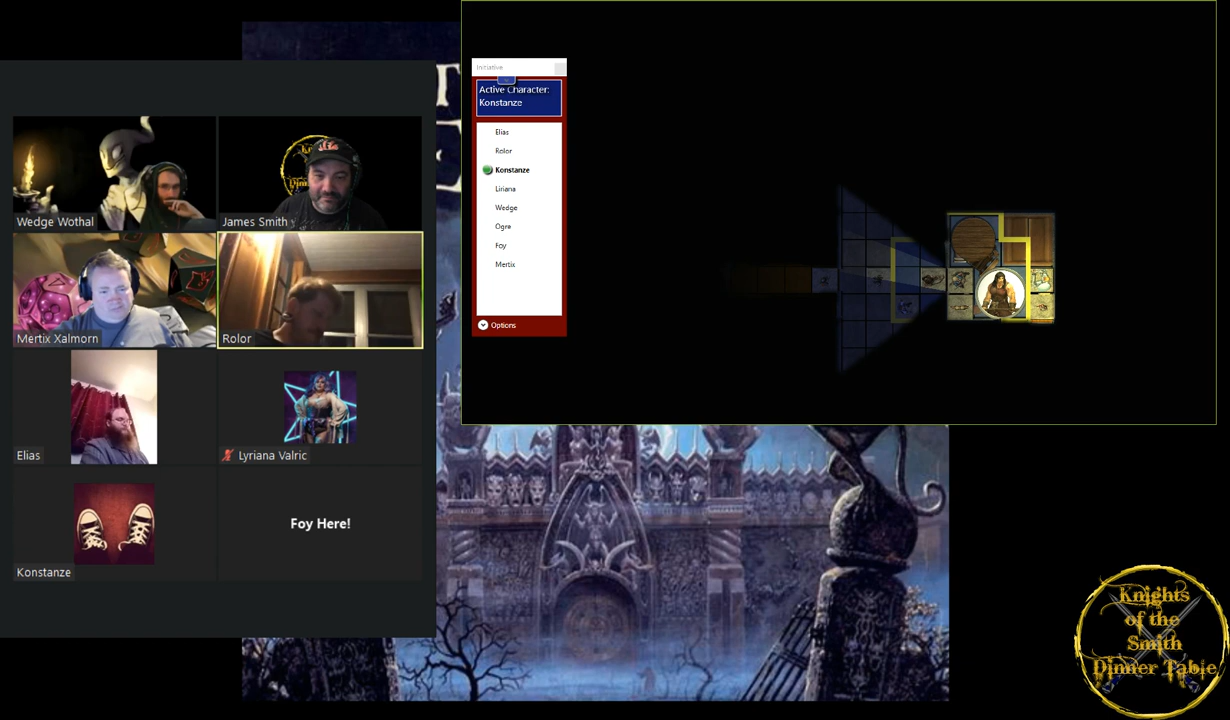 Wedge Wothal
James Smith
Mertix Xalmorn
Rolor
Elias
Lyriana Valric
Konstanze
Foy Here!
Initiative
Active Character:
Konstanze
Elias
Rolor
Konstanze
Liriana
Wedge
Ogre
Foy
Mertix
Options
Knights
of the
Smith
Dinner Table